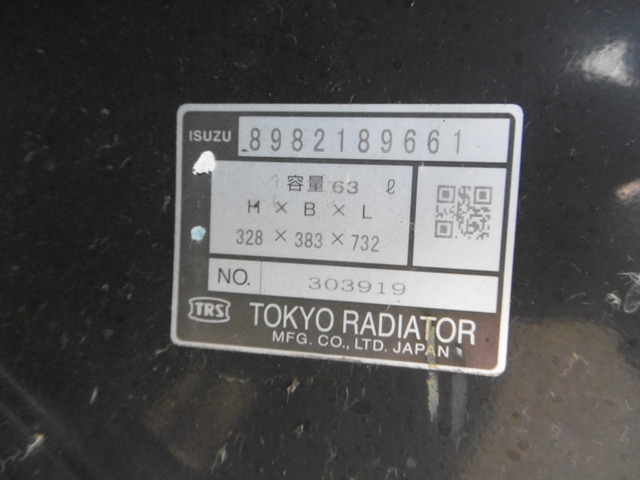 ISUZU 8982189661
容量 63 ℓ
H × B × L
328 × 383 × 732
NO. 303919
TRS TOKYO RADIATOR
MFG. CO., LTD. JAPAN